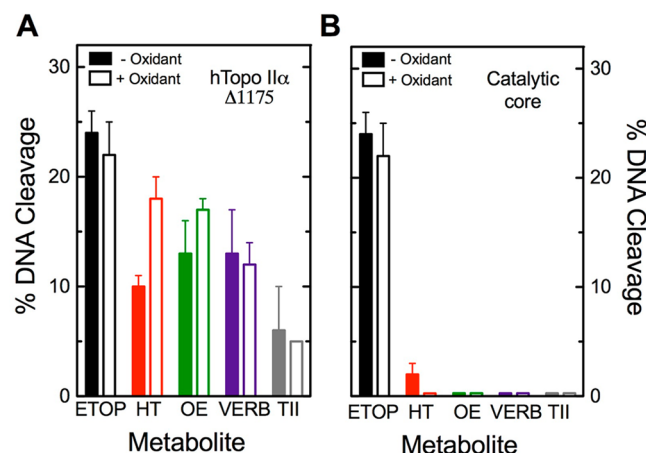 A
30
20
10
0
% DNA Cleavage
- Oxidant
+ Oxidant
hTopo IIα
Δ1175
ETOP HT OE VERB TII
Metabolite
B
- Oxidant
+ Oxidant
Catalytic
core
30
20
10
0
% DNA Cleavage
ETOP HT OE VERB TII
Metabolite